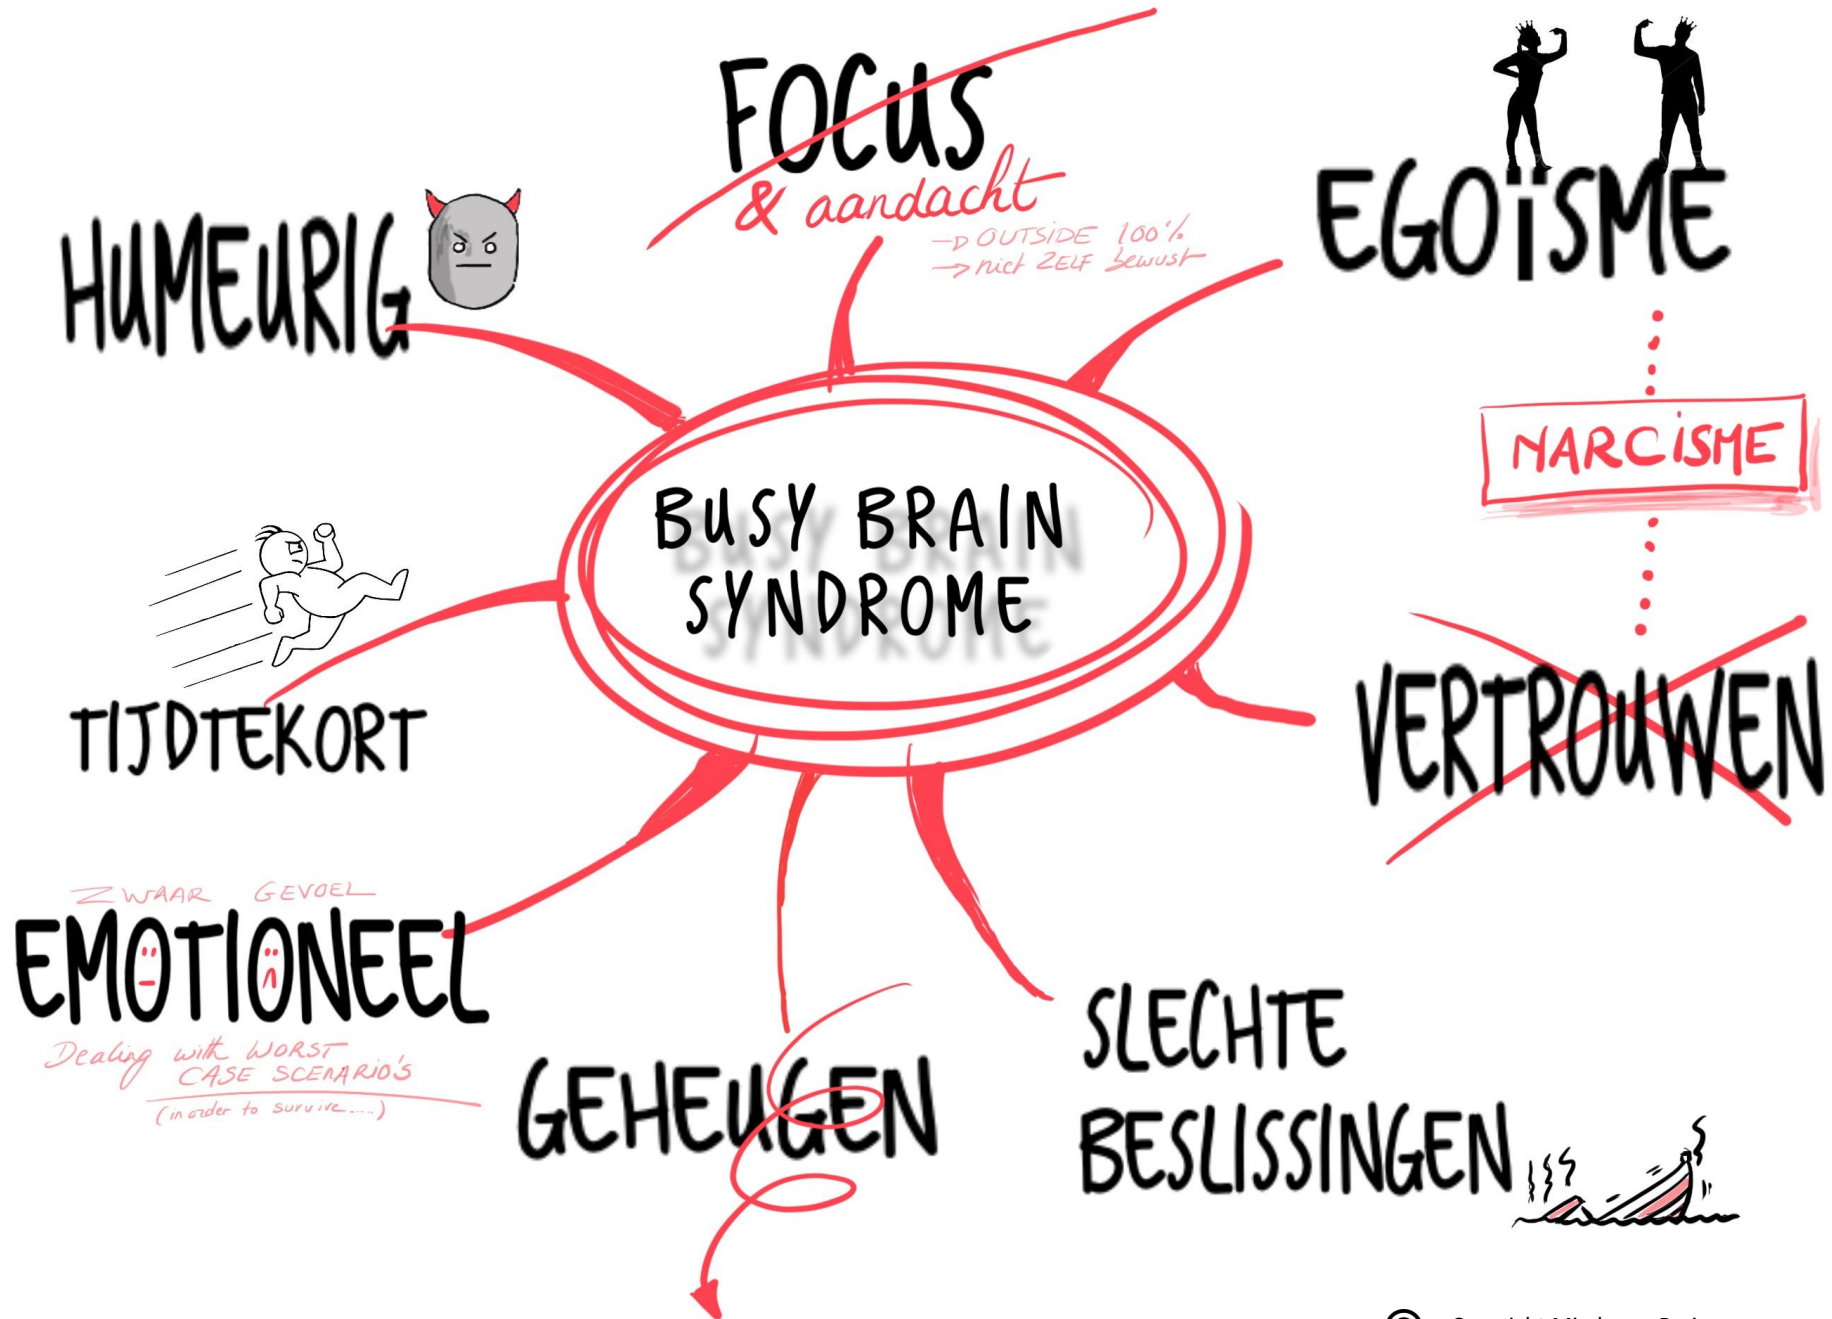 FOCUS
& aandacht
→ OUTSIDE 100%
→ niet ZELF bewust
EGOïSME
NARCiSME
VERTROUWEN
HUMEURIG
BUSY BRAIN
SYNDROME
TIJDTEKORT
ZWAAR GEVOEL
EMOTIONEEL
Dealing with WORST
CASE SCENARIO'S
(in order to survive....)
GEHEUGEN
SLECHTE
BESLISSINGEN
©